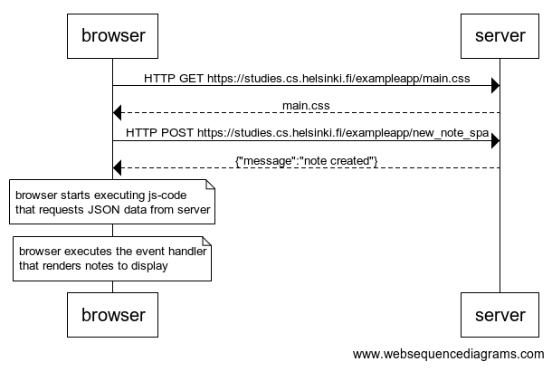 browser
server
HTTP GET https://studies.cs.helsinki.fi/exampleapp/main.css
main.css
HTTP POST https://studies.cs.helsinki.fi/exampleapp/new_note_spa
{"message":"note created"}
browser starts executing js-code
that requests JSON data from server
browser executes the event handler
that renders notes to display
browser
server
www.websequencediagrams.com